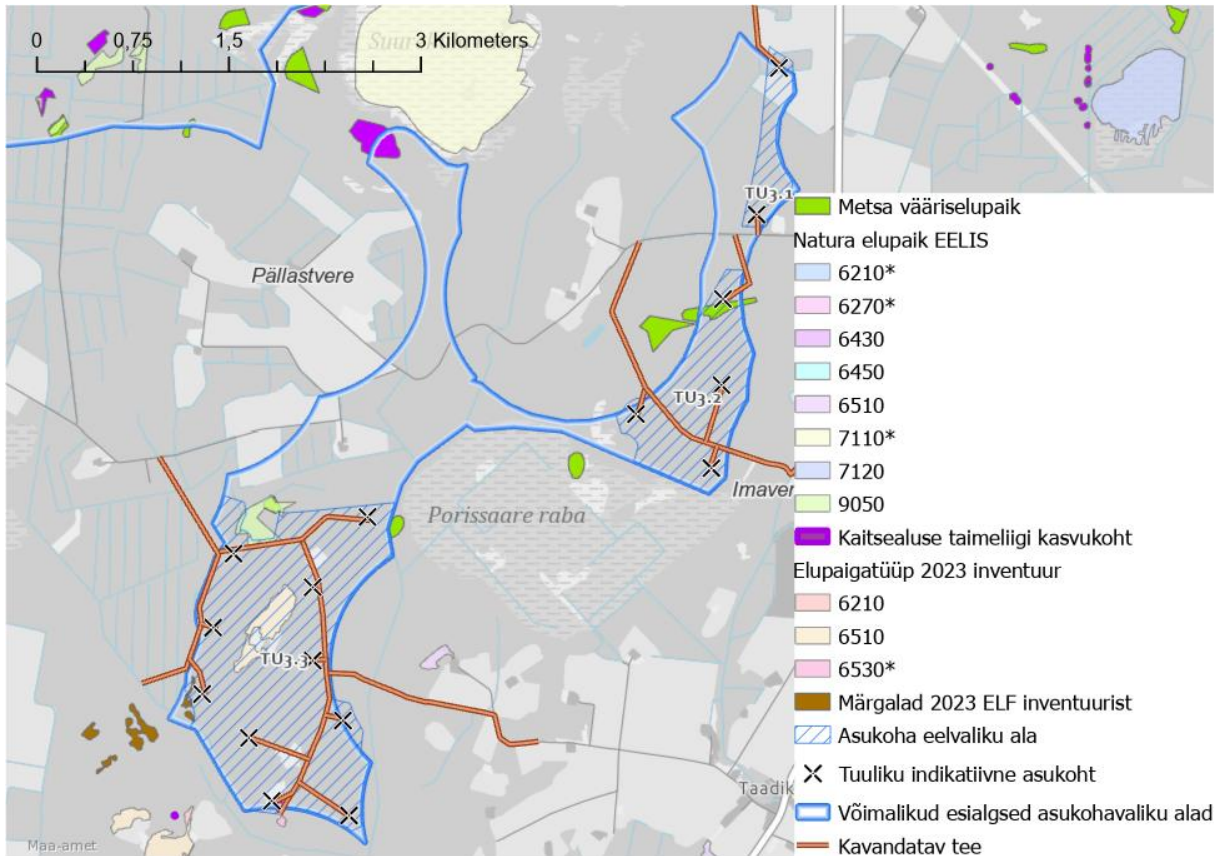 0 0,75 1,5 3 Kilometers
TU3.1
Pällastvere
TU3.2
Imaver
Porissaare raba
TU3.3
Taadik
Maa-amet
Metsa vääriselupaik
Natura elupaik EELIS
6210*
6270*
6430
6450
6510
7110*
7120
9050
Kaitsealuse taimeliigi kasvukoht
Elupaigatüüp 2023 inventuur
6210
6510
6530*
Märgalad 2023 ELF inventuurist
Asukoha eelvaliku ala
Tuuliku indikatiivne asukoht
Võimalikud esialgsed asukohavaliku alad
Kavandatav tee